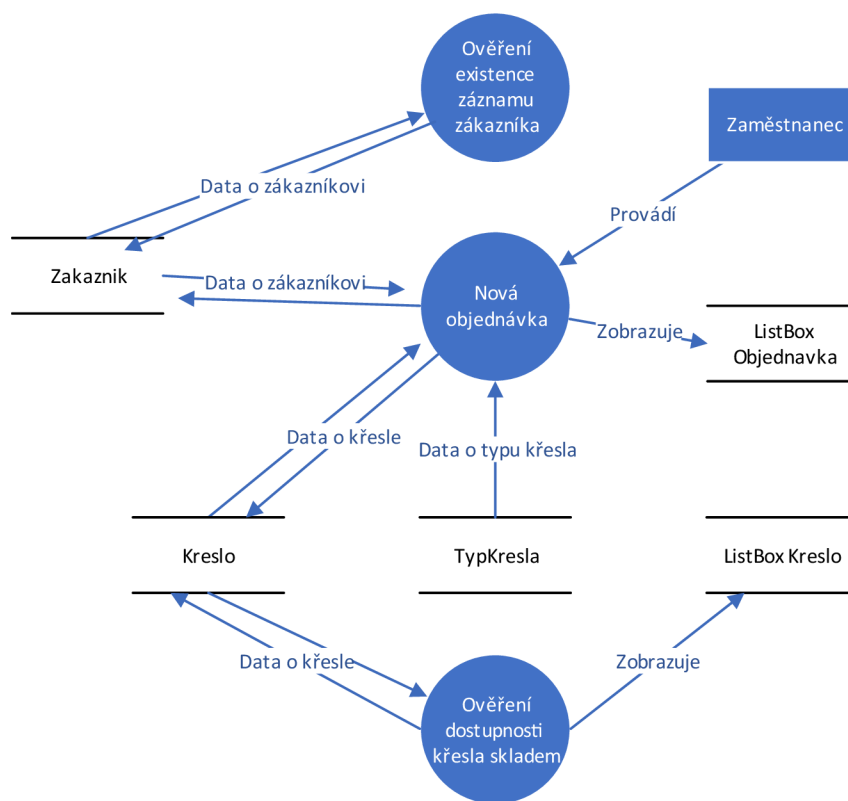 Ověření
existence
záznamu
zákazníka
Zaměstnanec
Data o zákazníkovi
Provádí
Zakaznik
Data o zákazníkovi
Nová
objednávka
Zobrazuje
ListBox
Objednavka
Data o křesle
Data o typu křesla
Kreslo
TypKresla
ListBox Kreslo
Data o křesle
Zobrazuje
Ověření
dostupnosti
křesla skladem